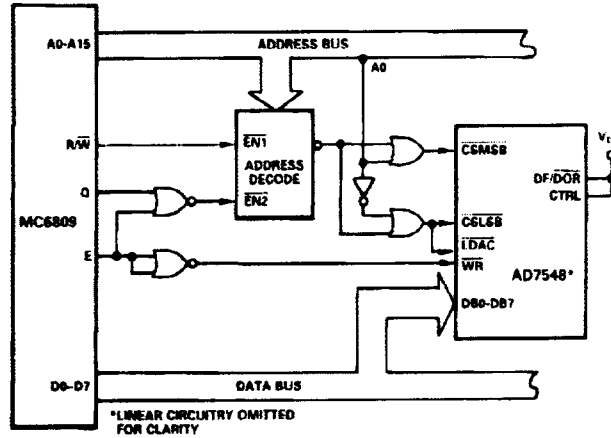 A0-A15
ADDRESS BUS
A0
R/W
EN1
ADDRESS
DECODE
EN2
Q
MC6809
E
CSMSB
CSLSB
LDAC
WR
DB0-DB7
DF/DOR
CTRL
AD7548*
D0-D7
DATA BUS
*LINEAR CIRCUITRY OMITTED
FOR CLARITY